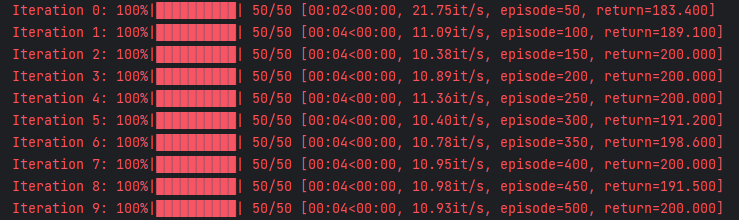 Iteration 0: 100%|██████████| 50/50 [00:02<00:00, 21.75it/s, episode=50, return=183.400]
Iteration 1: 100%|██████████| 50/50 [00:04<00:00, 11.09it/s, episode=100, return=189.100]
Iteration 2: 100%|██████████| 50/50 [00:04<00:00, 10.38it/s, episode=150, return=200.000]
Iteration 3: 100%|██████████| 50/50 [00:04<00:00, 10.89it/s, episode=200, return=200.000]
Iteration 4: 100%|██████████| 50/50 [00:04<00:00, 11.36it/s, episode=250, return=200.000]
Iteration 5: 100%|██████████| 50/50 [00:04<00:00, 10.40it/s, episode=300, return=191.200]
Iteration 6: 100%|██████████| 50/50 [00:04<00:00, 10.78it/s, episode=350, return=198.600]
Iteration 7: 100%|██████████| 50/50 [00:04<00:00, 10.95it/s, episode=400, return=200.000]
Iteration 8: 100%|██████████| 50/50 [00:04<00:00, 10.98it/s, episode=450, return=191.500]
Iteration 9: 100%|██████████| 50/50 [00:04<00:00, 10.93it/s, episode=500, return=200.000]